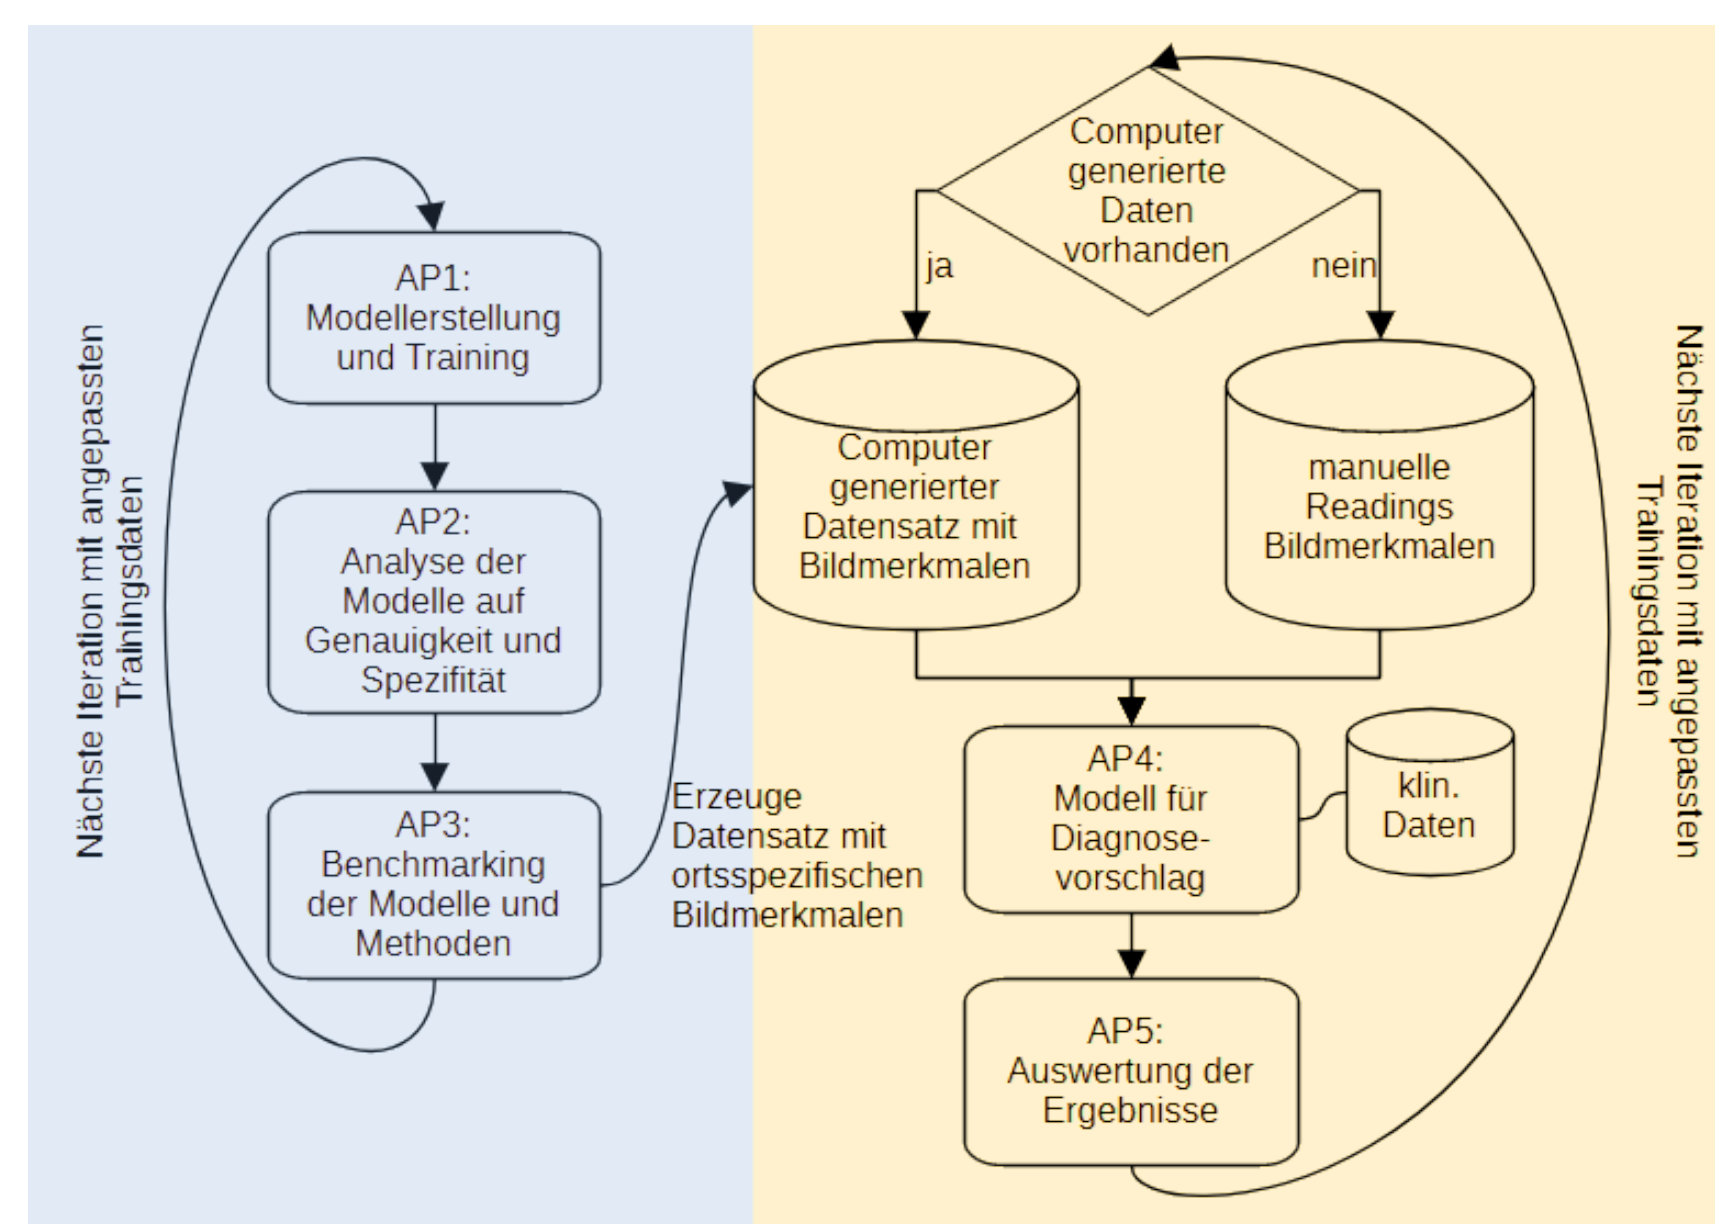 Nächste Iteration mit angepassten
Trainingsdaten
AP1:
Modellerstellung
und Training
AP2:
Analyse der
Modelle auf
Genauigkeit und
Spezifität
AP3:
Benchmarking
der Modelle und
Methoden
Erzeuge
Datensatz mit
ortsspezifischen
Bildmerkmalen
Computer
generierte
Daten
vorhanden
ja
nein
Computer
generierter
Datensatz mit
Bildmerkmalen
manuelle
Readings
Bildmerkmalen
AP4:
Modell für
Diagnose-
vorschlag
klin.
Daten
AP5:
Auswertung der
Ergebnisse
Nächste Iteration mit angepassten
Trainingsdaten